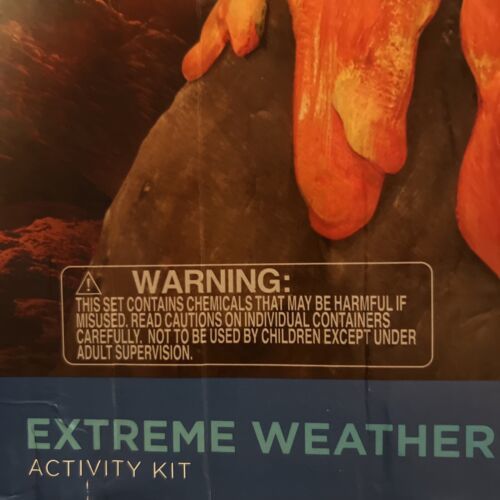 WARNING:
THIS SET CONTAINS CHEMICALS THAT MAY BE HARMFUL IF
MISUSED. READ CAUTIONS ON INDIVIDUAL CONTAINERS
CAREFULLY. NOT TO BE USED BY CHILDREN EXCEPT UNDER
ADULT SUPERVISION.
EXTREME WEATHER
ACTIVITY KIT